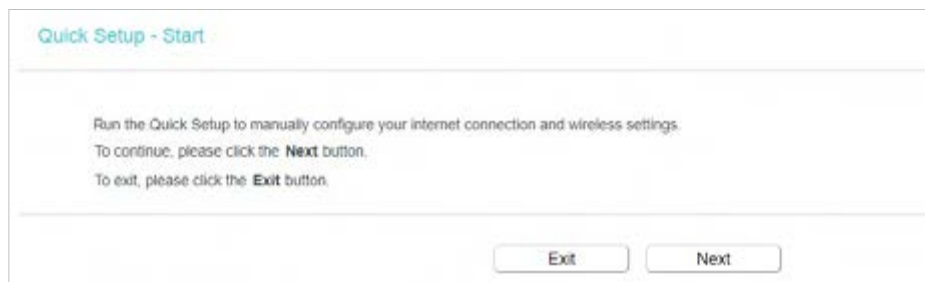 Quick Setup - Start
Run the Quick Setup to manually configure your internet connection and wireless settings.
To continue, please click the Next button.
To exit, please click the Exit button.
Exit Next